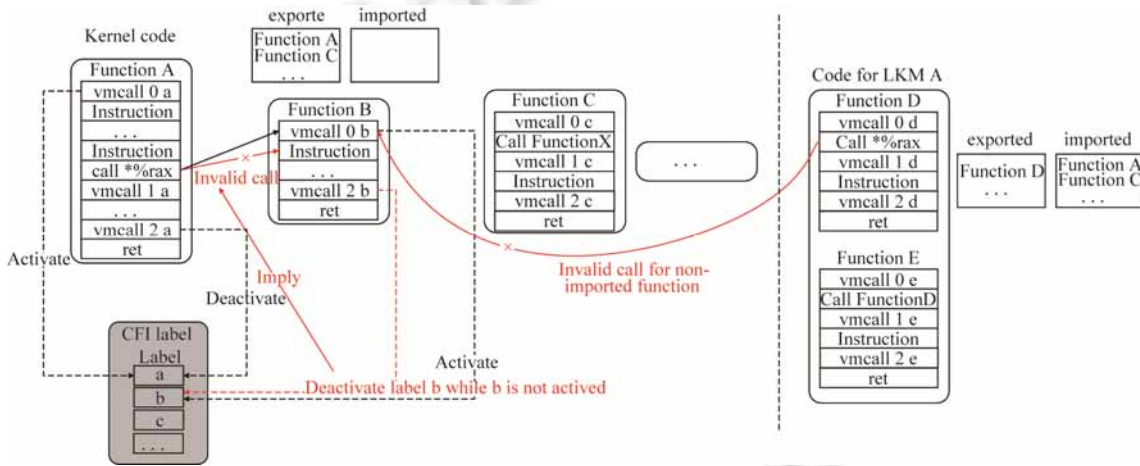 Kernel code
exporte
imported
Function A
Function C
. . .
Function A
vmcall 0 a
Instruction
. . .
Instruction
call *%rax
vmcall 1 a
. . .
vmcall 2 a
ret
Function B
vmcall 0 b
Instruction
. . .
vmcall 2 b
ret
Function C
vmcall 0 c
Call FunctionX
vmcall 1 c
Instruction
vmcall 2 c
ret
. . .
Code for LKM A
Function D
vmcall 0 d
Call *%rax
vmcall 1 d
Instruction
vmcall 2 d
ret
exported
imported
Function D
. . .
Function A
Function C
. . .
Function E
vmcall 0 e
Call FunctionD
vmcall 1 e
Instruction
vmcall 2 e
ret
Invalid call
Activate
Imply
Deactivate
Invalid call for non-
imported function
Activate
CFI label
Label
a
b
c
. . .
Deactivate label b while b is not actived